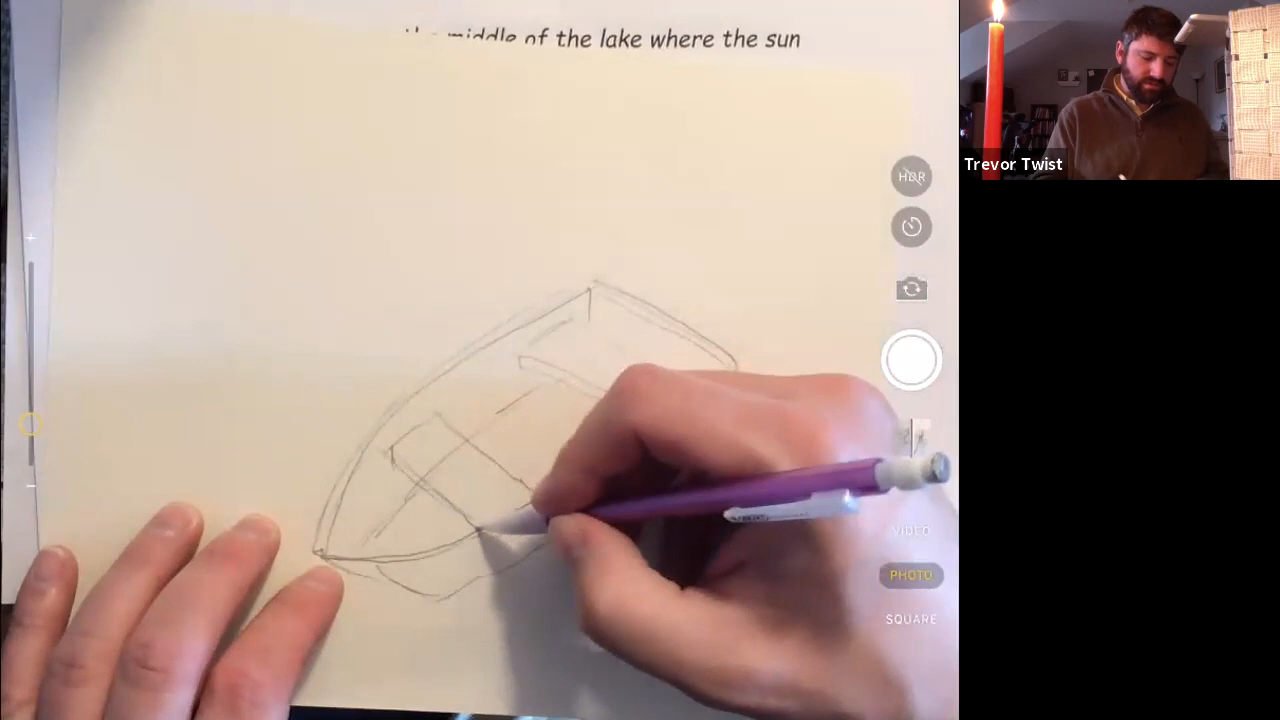 middle of the lake where the sun
HDR
Trevor Twist
VIDEO
PHOTO
SQUARE